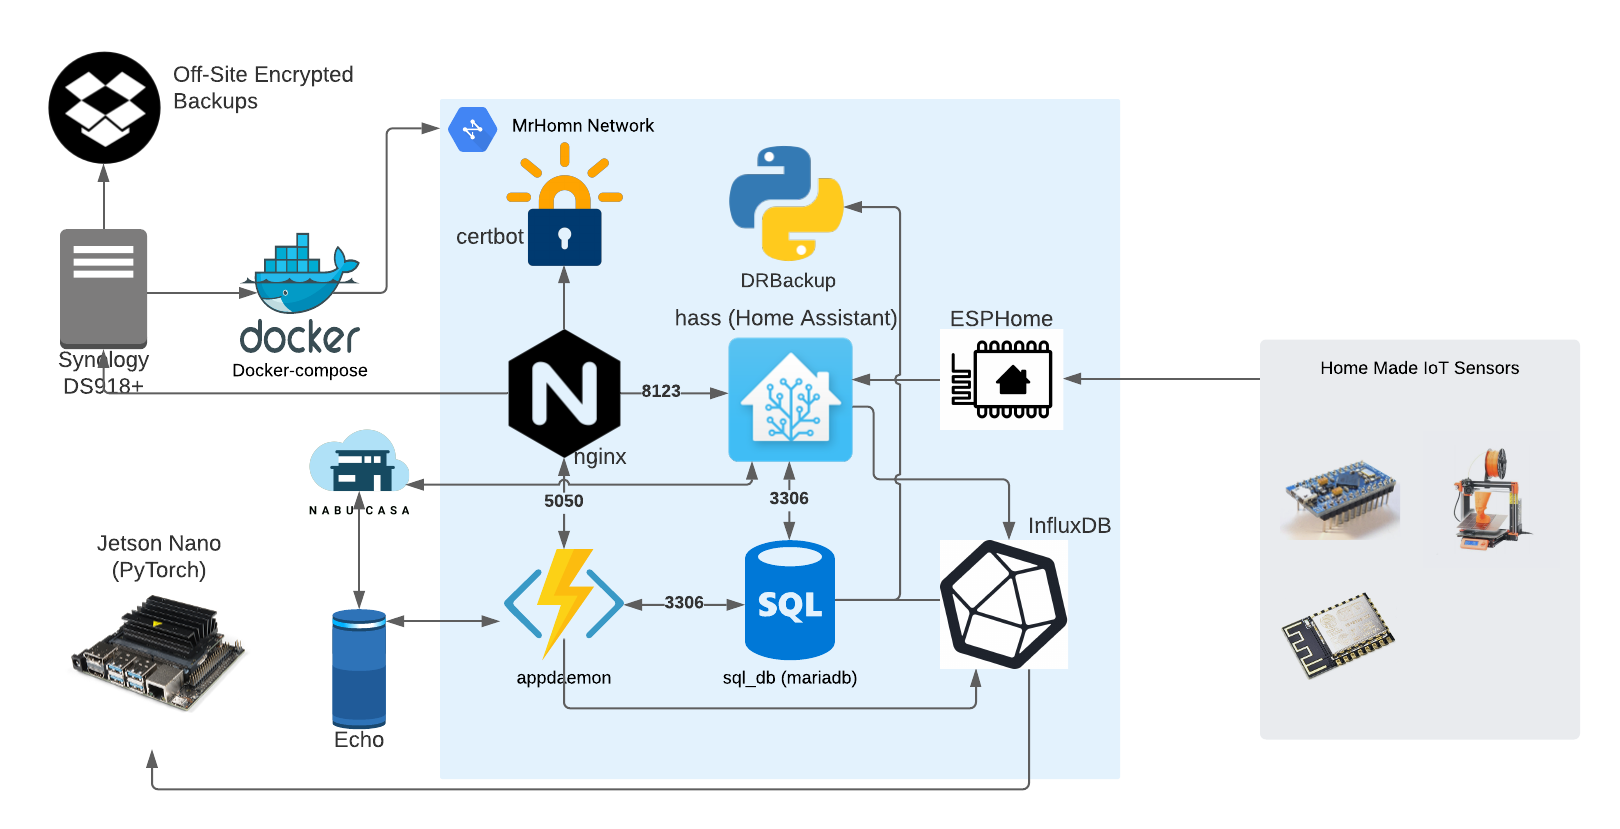 Off-Site Encrypted
Backups
MrHomn Network
certbot
DRBackup
docker
Docker-compose
Synology
DS918+
hass (Home Assistant)
ESPHome
Home Made IoT Sensors
8123
nginx
NABU CASA
5050
3306
InfluxDB
Jetson Nano
(PyTorch)
SQL
3306
appdaemon
sql_db (mariadb)
Echo